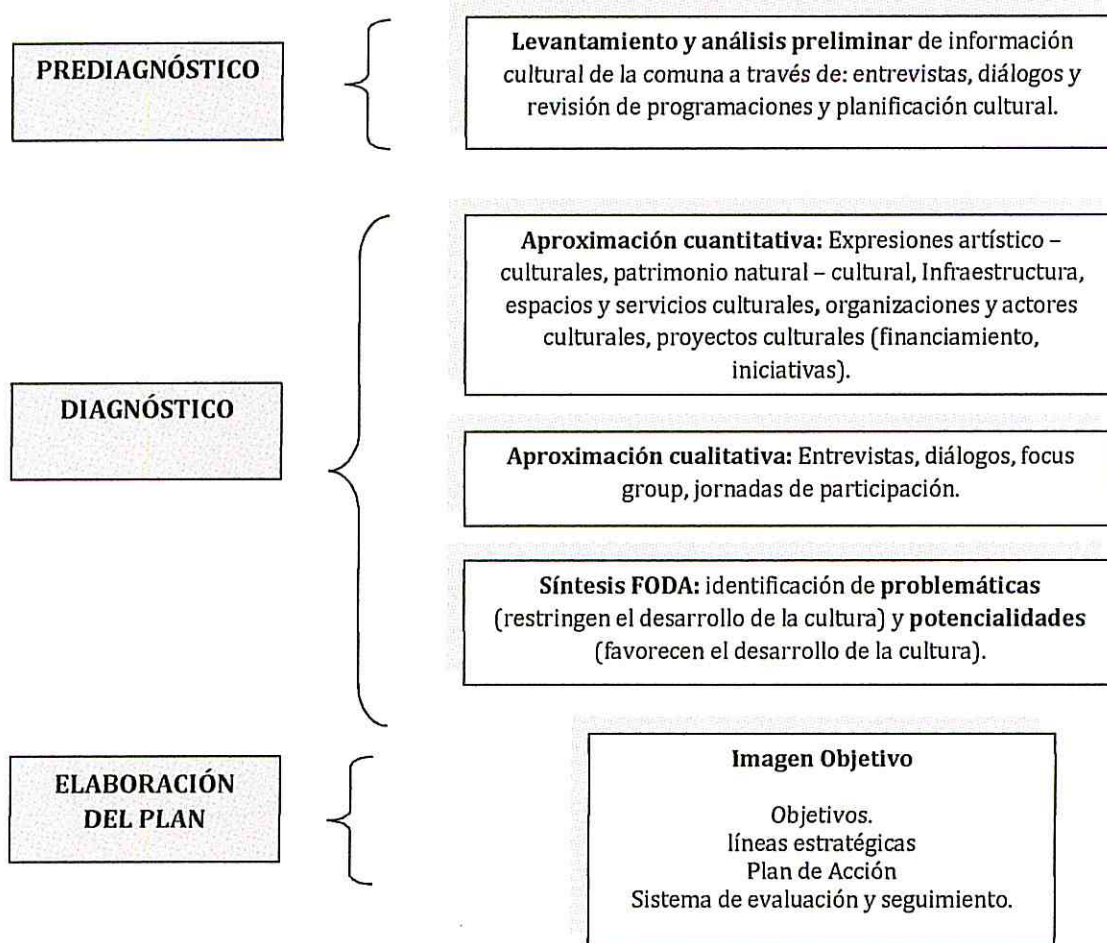 PREDIAGNÓSTICO
Levantamiento y análisis preliminar de información
cultural de la comuna a través de: entrevistas, diálogos y
revisión de programaciones y planificación cultural.
DIAGNÓSTICO
Aproximación cuantitativa: Expresiones artístico –
culturales, patrimonio natural – cultural, Infraestructura,
espacios y servicios culturales, organizaciones y actores
culturales, proyectos culturales (financiamiento,
iniciativas).
Aproximación cualitativa: Entrevistas, diálogos, focus
group, jornadas de participación.
Síntesis FODA: identificación de problemáticas
(restringen el desarrollo de la cultura) y potencialidades
(favorecen el desarrollo de la cultura).
ELABORACIÓN
DEL PLAN
Imagen Objetivo
Objetivos.
líneas estratégicas
Plan de Acción
Sistema de evaluación y seguimiento.